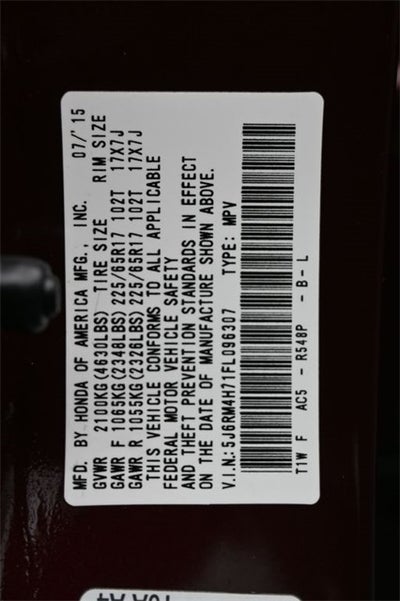 MFD. BY HONDA OF AMERICA MFG., INC. 07/'15
GVWR 2100KG(4630LBS) TIRE SIZE RIM SIZE
GAWR F 1065KG(2348LBS) 225/65R17 102T 17X7J
GAWR R 1055KG(2326LBS) 225/65R17 102T 17X7J
THIS VEHICLE CONFORMS TO ALL APPLICABLE
FEDERAL MOTOR VEHICLE SAFETY
AND THEFT PREVENTION STANDARDS IN EFFECT
ON THE DATE OF MANUFACTURE SHOWN ABOVE.
V.I.N.: 5J6RM4H71FL096307 TYPE: MPV
T1W F AC5 - R548P - B - L